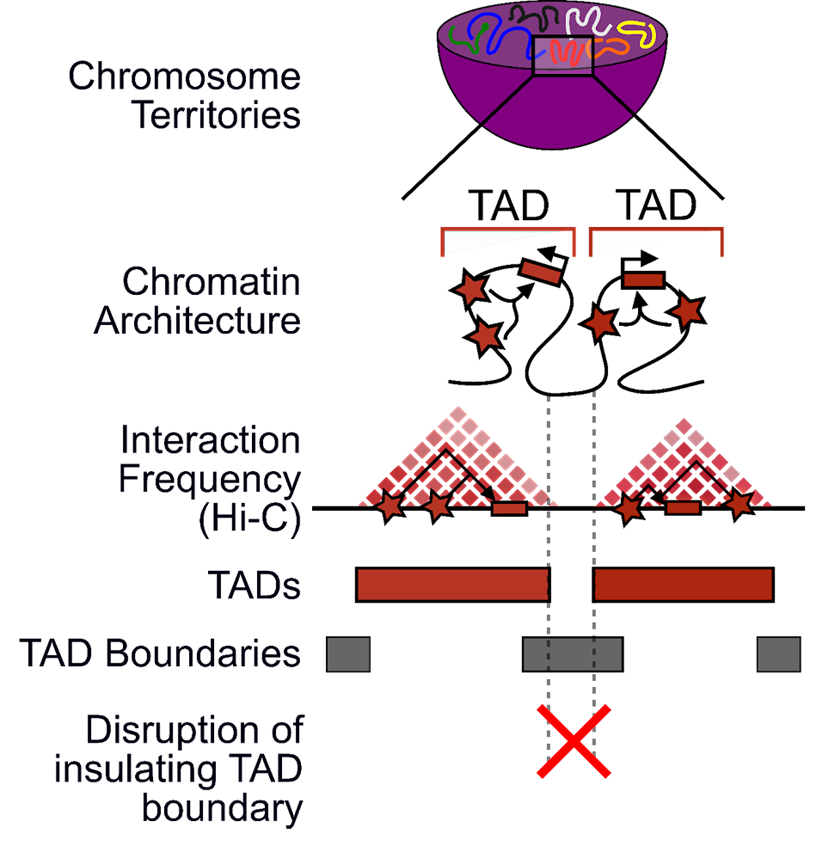 Chromosome
Territories
TAD TAD
Chromatin
Architecture
Interaction
Frequency
(Hi-C)
TADs
TAD Boundaries
Disruption of
insulating TAD
boundary